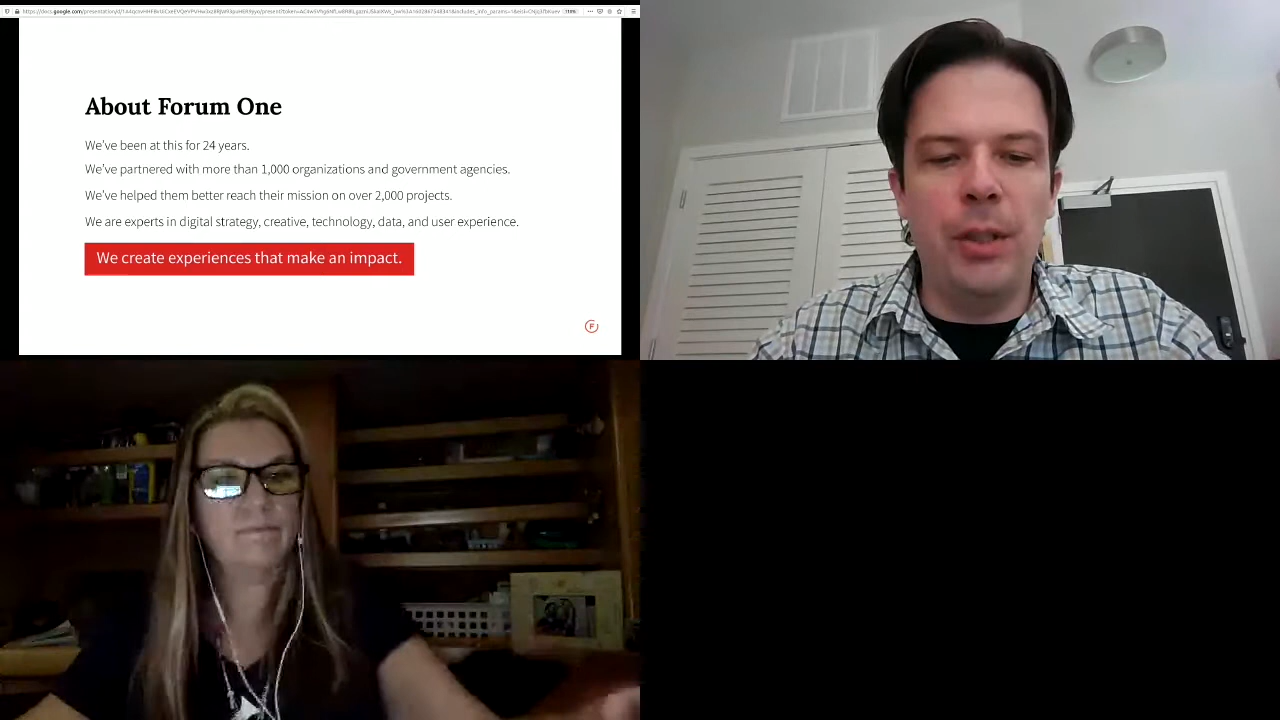 About Forum One
We've been at this for 24 years.
We've partnered with more than 1,000 organizations and government agencies.
We've helped them better reach their mission on over 2,000 projects.
We are experts in digital strategy, creative, technology, data, and user experience.
We create experiences that make an impact.
F